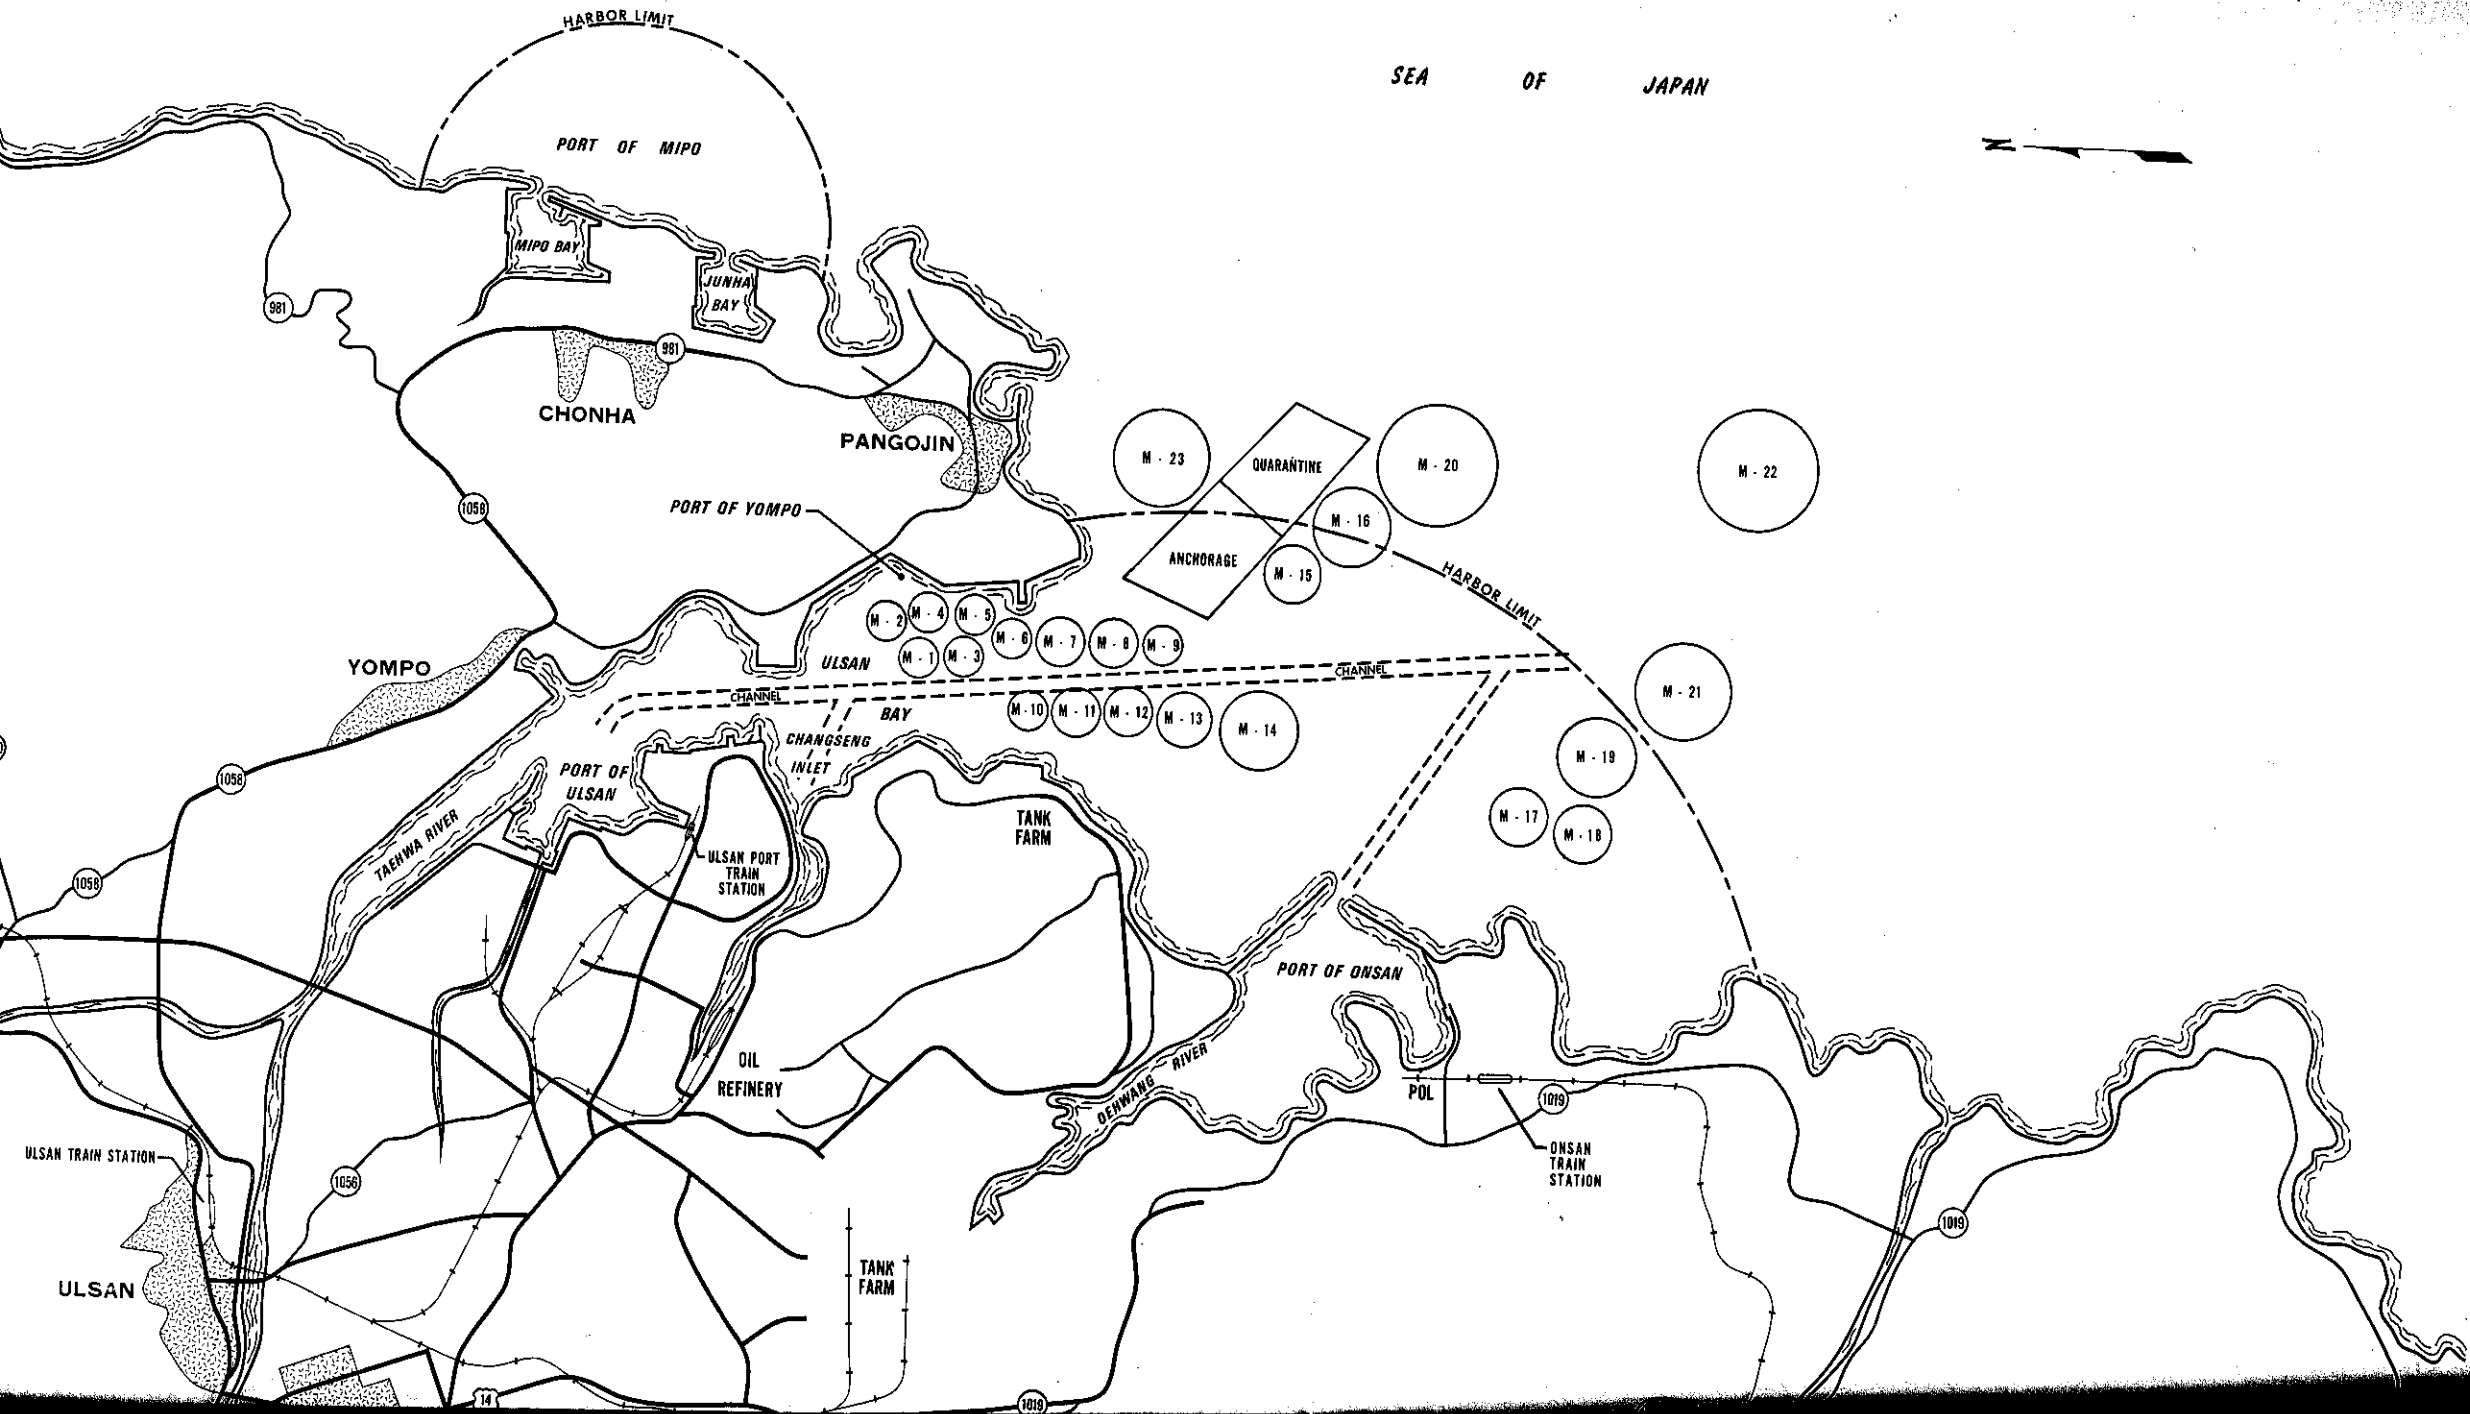 HARBOR LIMIT
SEA OF JAPAN
N
PORT OF MIPO
MIPO BAY
JUNHA
BAY
981
981
CHONHA
PANGOJIN
M - 23
QUARANTINE
M - 20
M - 22
1058
PORT OF YOMPO
M - 16
ANCHORAGE
M - 15
HARBOR LIMIT
M - 2
M - 4
M - 5
M - 6
M - 7
M - 8
M - 9
M - 1
M - 3
YOMPO
ULSAN
BAY
CHANNEL
CHANNEL
M - 10
M - 11
M - 12
M - 13
M - 14
M - 21
CHANGSENG
INLET
M - 19
M - 17
M - 18
1058
PORT OF
ULSAN
TAEHWA RIVER
TANK
FARM
ULSAN PORT
TRAIN
STATION
1058
PORT OF ONSAN
OIL
REFINERY
OEHWANG RIVER
POL
1019
ONSAN
TRAIN
STATION
ULSAN TRAIN STATION
1056
1019
ULSAN
TANK
FARM
14
1019